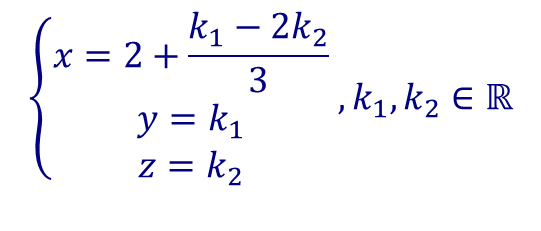 x = 2 + (k₁ − 2k₂)/3
y = k₁ , k₁, k₂ ∈ ℝ
z = k₂